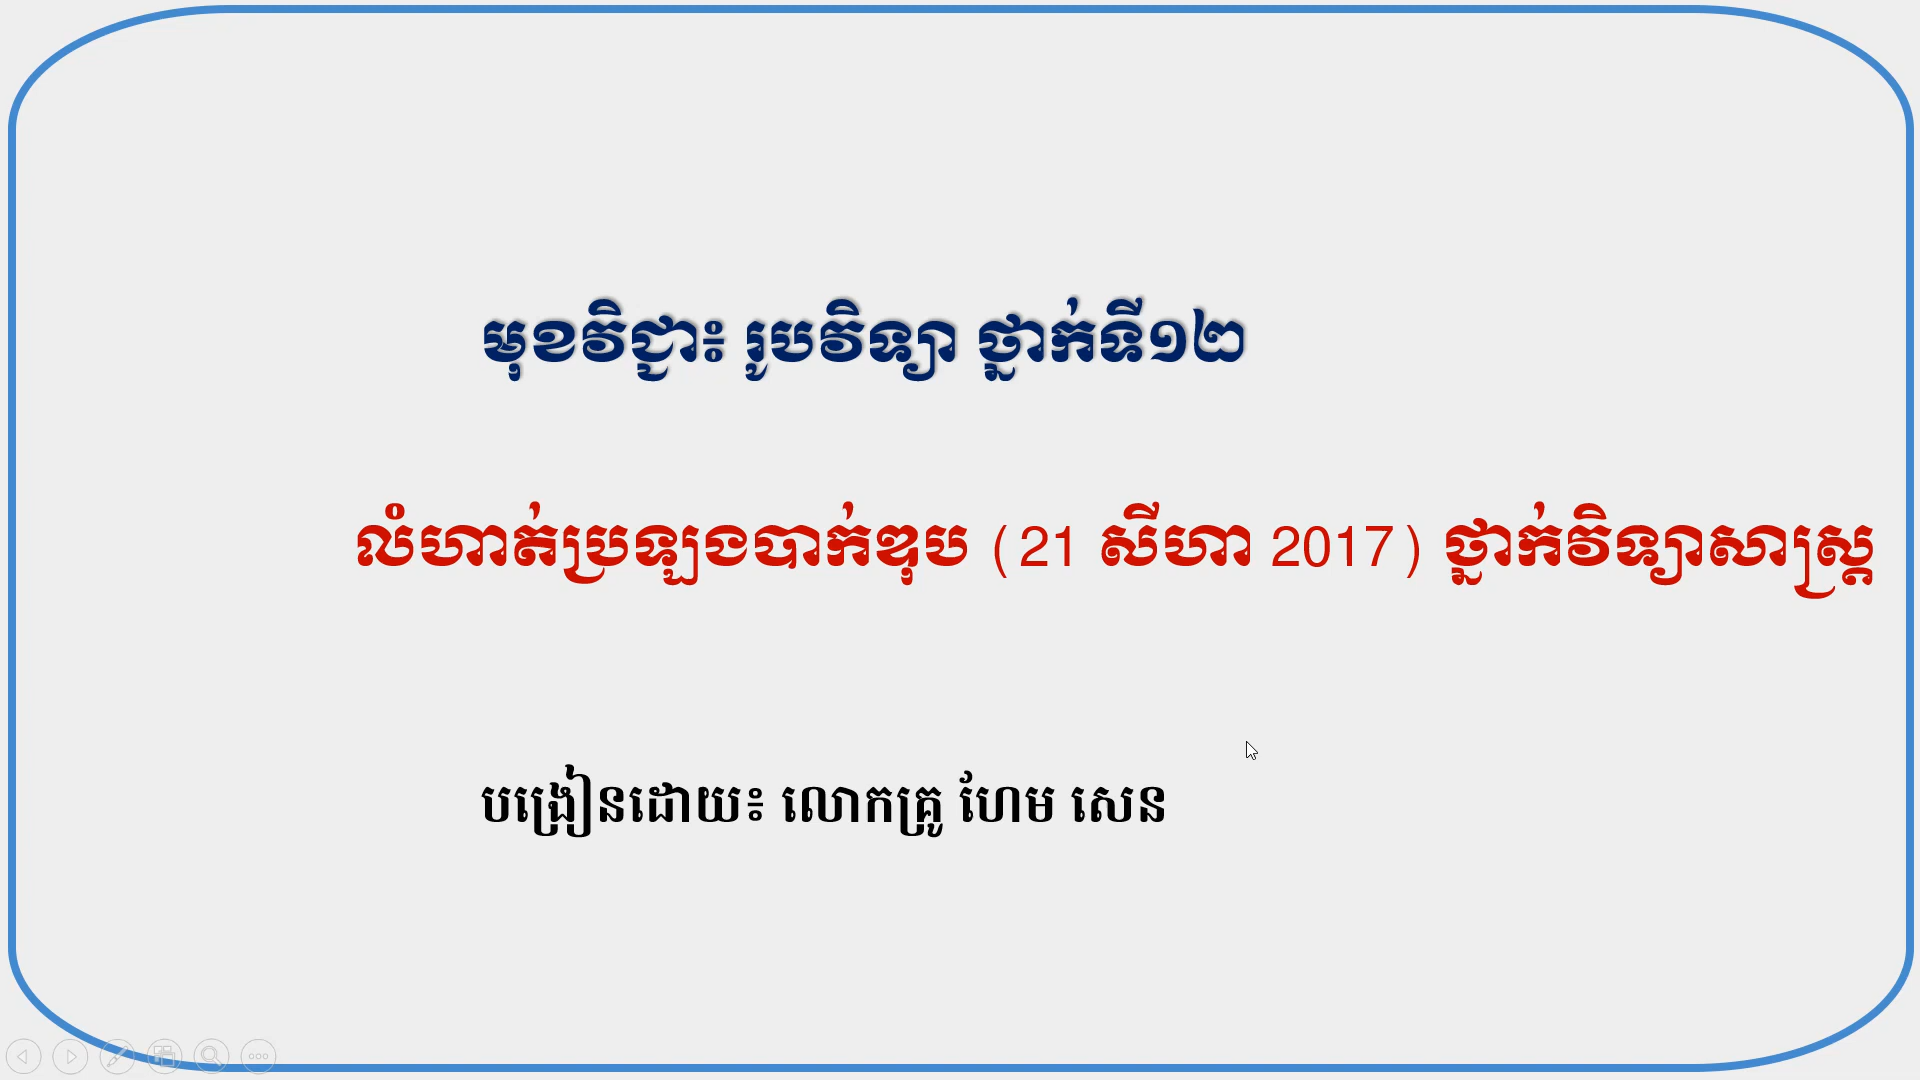 មុខវិជ្ជា៖ រូបវិទ្យា ថ្នាក់ទី១២
លំហាត់ប្រឡងបាក់ឌុប (21 សីហា 2017) ថ្នាក់វិទ្យាសាស្ត្រ
បង្រៀនដោយ៖ លោកគ្រូ ហែម សេន